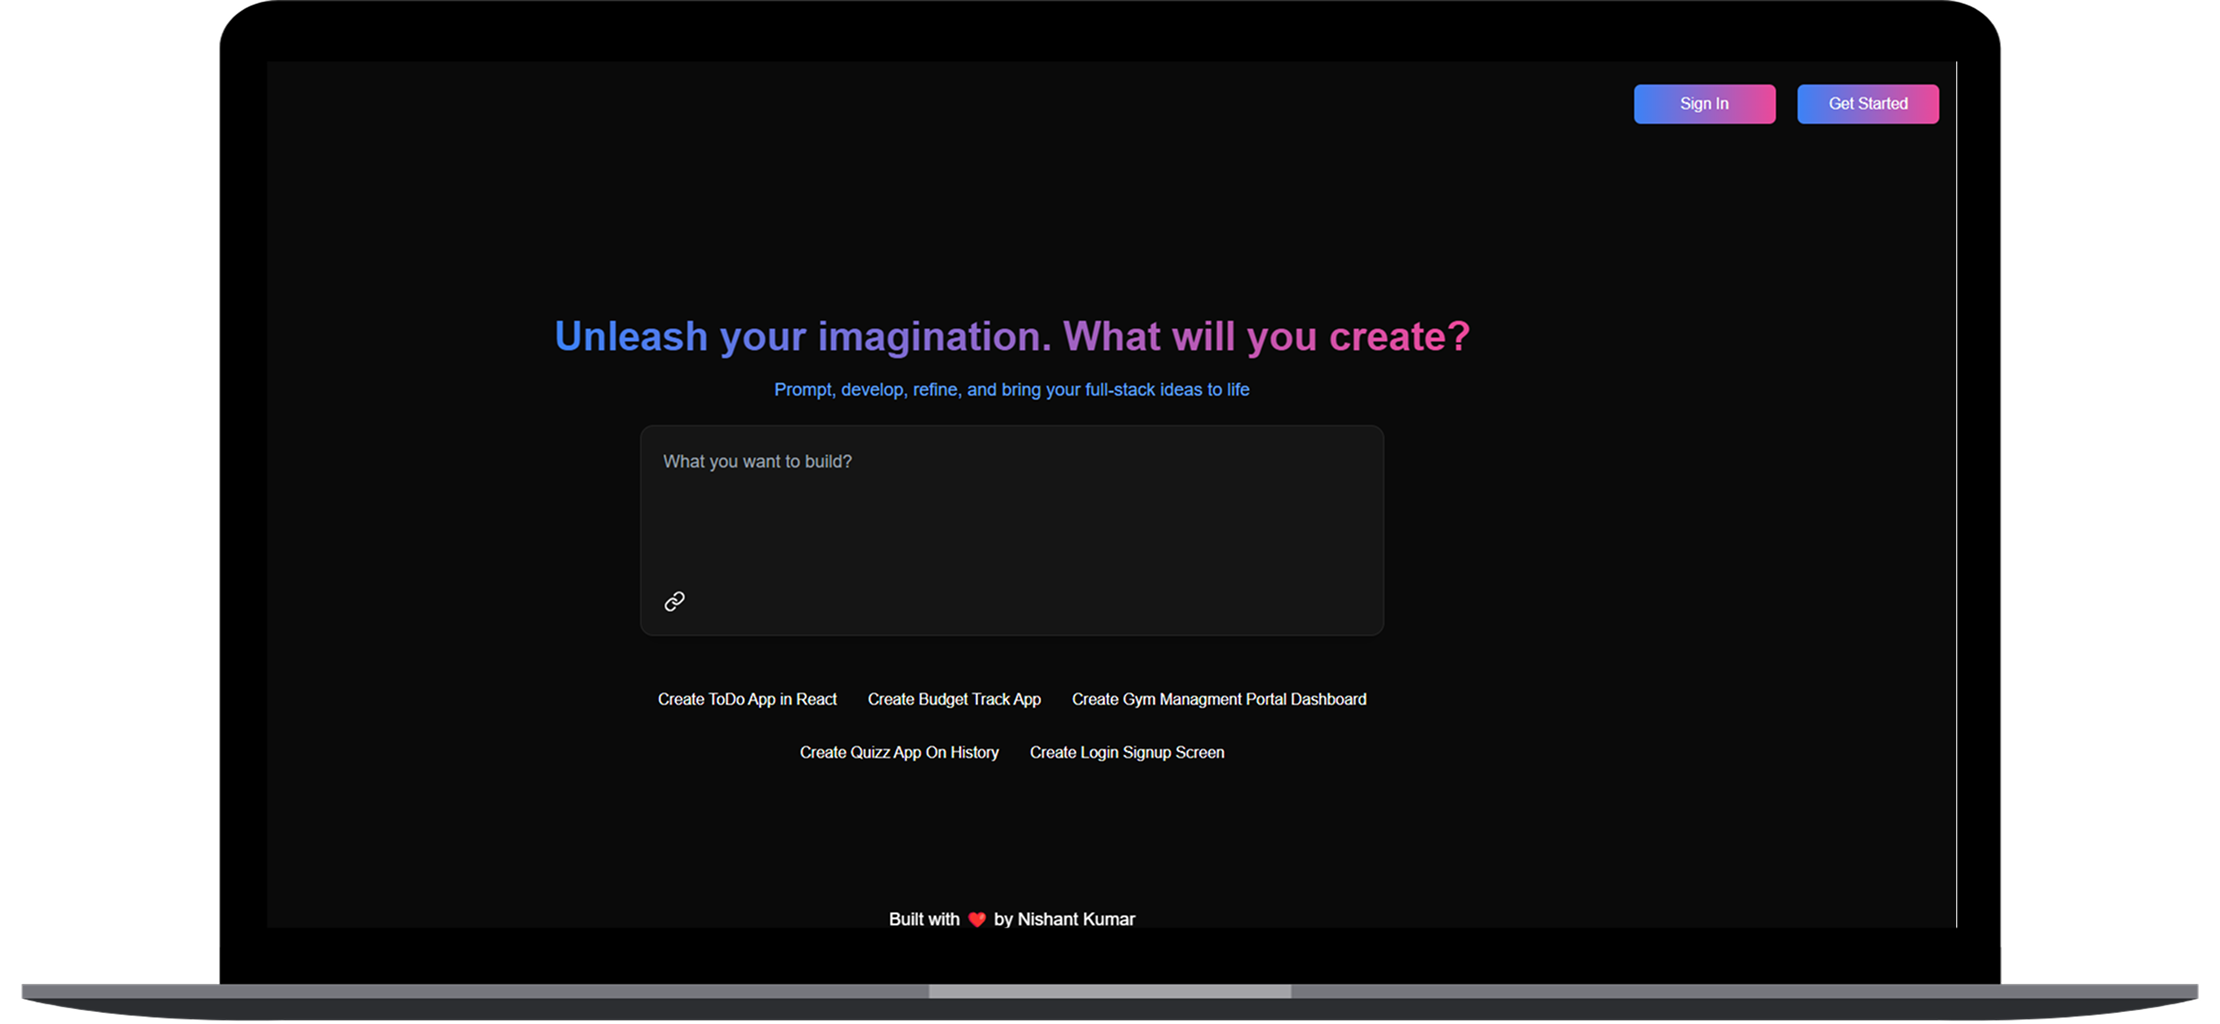 Sign In Get Started
Unleash your imagination. What will you create?
Prompt, develop, refine, and bring your full-stack ideas to life
What you want to build?
Create ToDo App in React Create Budget Track App Create Gym Managment Portal Dashboard
Create Quizz App On History Create Login Signup Screen
Built with ❤️ by Nishant Kumar